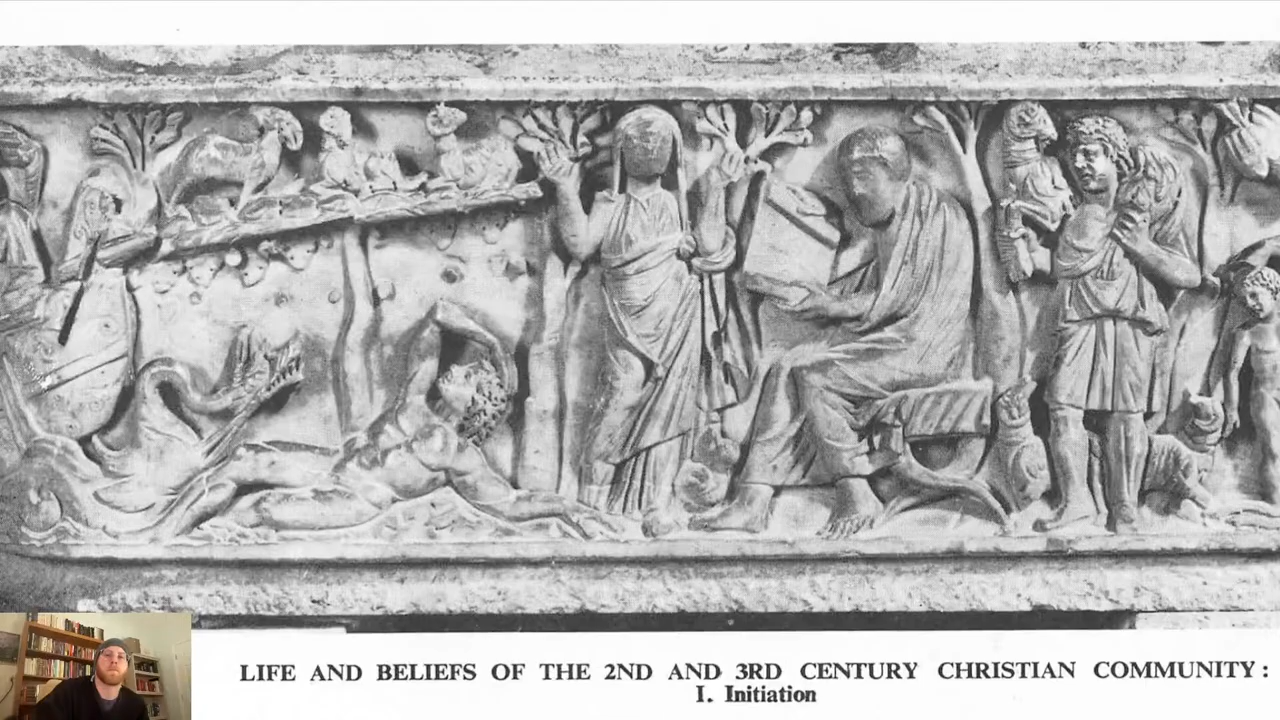 LIFE AND BELIEFS OF THE 2ND AND 3RD CENTURY CHRISTIAN COMMUNITY:
I. Initiation